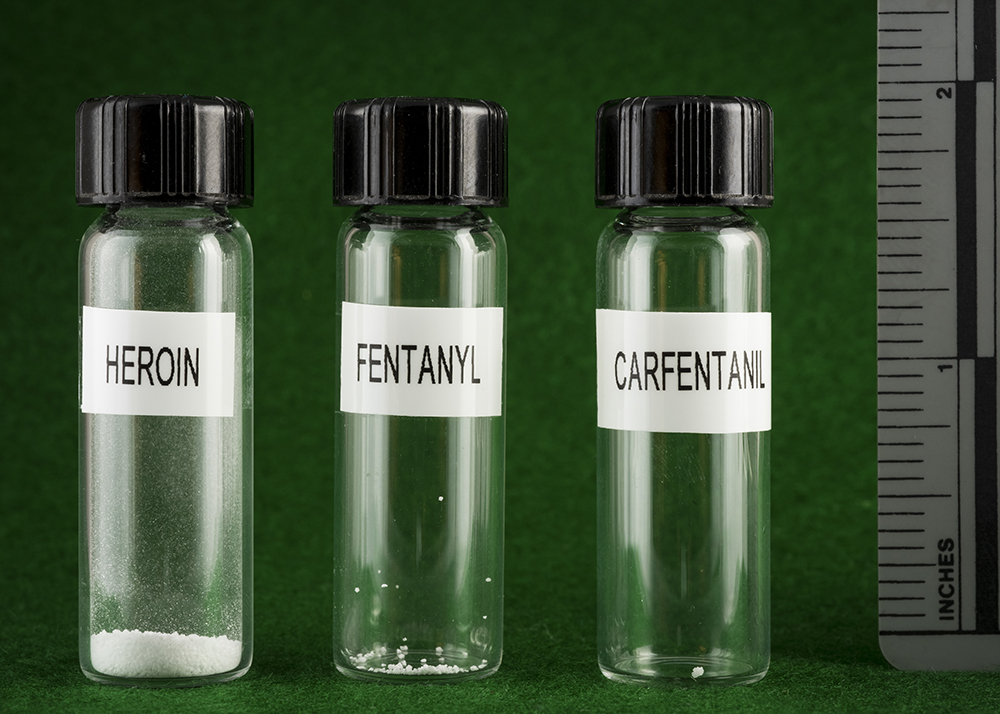 HEROIN
FENTANYL
CARFENTANIL
2
1
INCHES